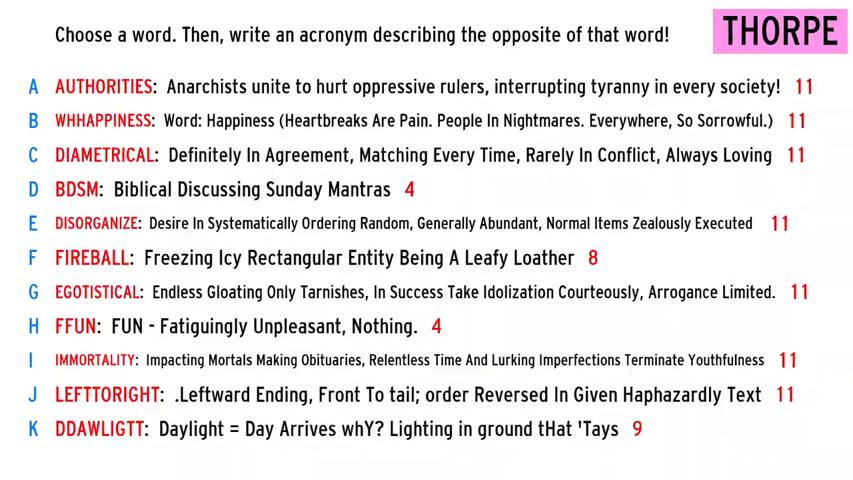 Choose a word. Then, write an acronym describing the opposite of that word! THORPE
A AUTHORITIES: Anarchists unite to hurt oppressive rulers, interrupting tyranny in every society! 11
B WHHAPPINESS: Word: Happiness (Heartbreaks Are Pain. People In Nightmares. Everywhere, So Sorrowful.) 11
C DIAMETRICAL: Definitely In Agreement, Matching Every Time, Rarely In Conflict, Always Loving 11
D BDSM: Biblical Discussing Sunday Mantras 4
E DISORGANIZE: Desire In Systematically Ordering Random, Generally Abundant, Normal Items Zealously Executed 11
F FIREBALL: Freezing Icy Rectangular Entity Being A Leafy Loather 8
G EGOTISTICAL: Endless Gloating Only Tarnishes, In Success Take Idolization Courteously, Arrogance Limited. 11
H FFUN: FUN - Fatiguingly Unpleasant, Nothing. 4
I IMMORTALITY: Impacting Mortals Making Obituaries, Relentless Time And Lurking Imperfections Terminate Youthfulness 11
J LEFTTORIGHT: .Leftward Ending, Front To tail; order Reversed In Given Haphazardly Text 11
K DDAWLIGTT: Daylight = Day Arrives whY? Lighting in ground tHat 'Tays 9